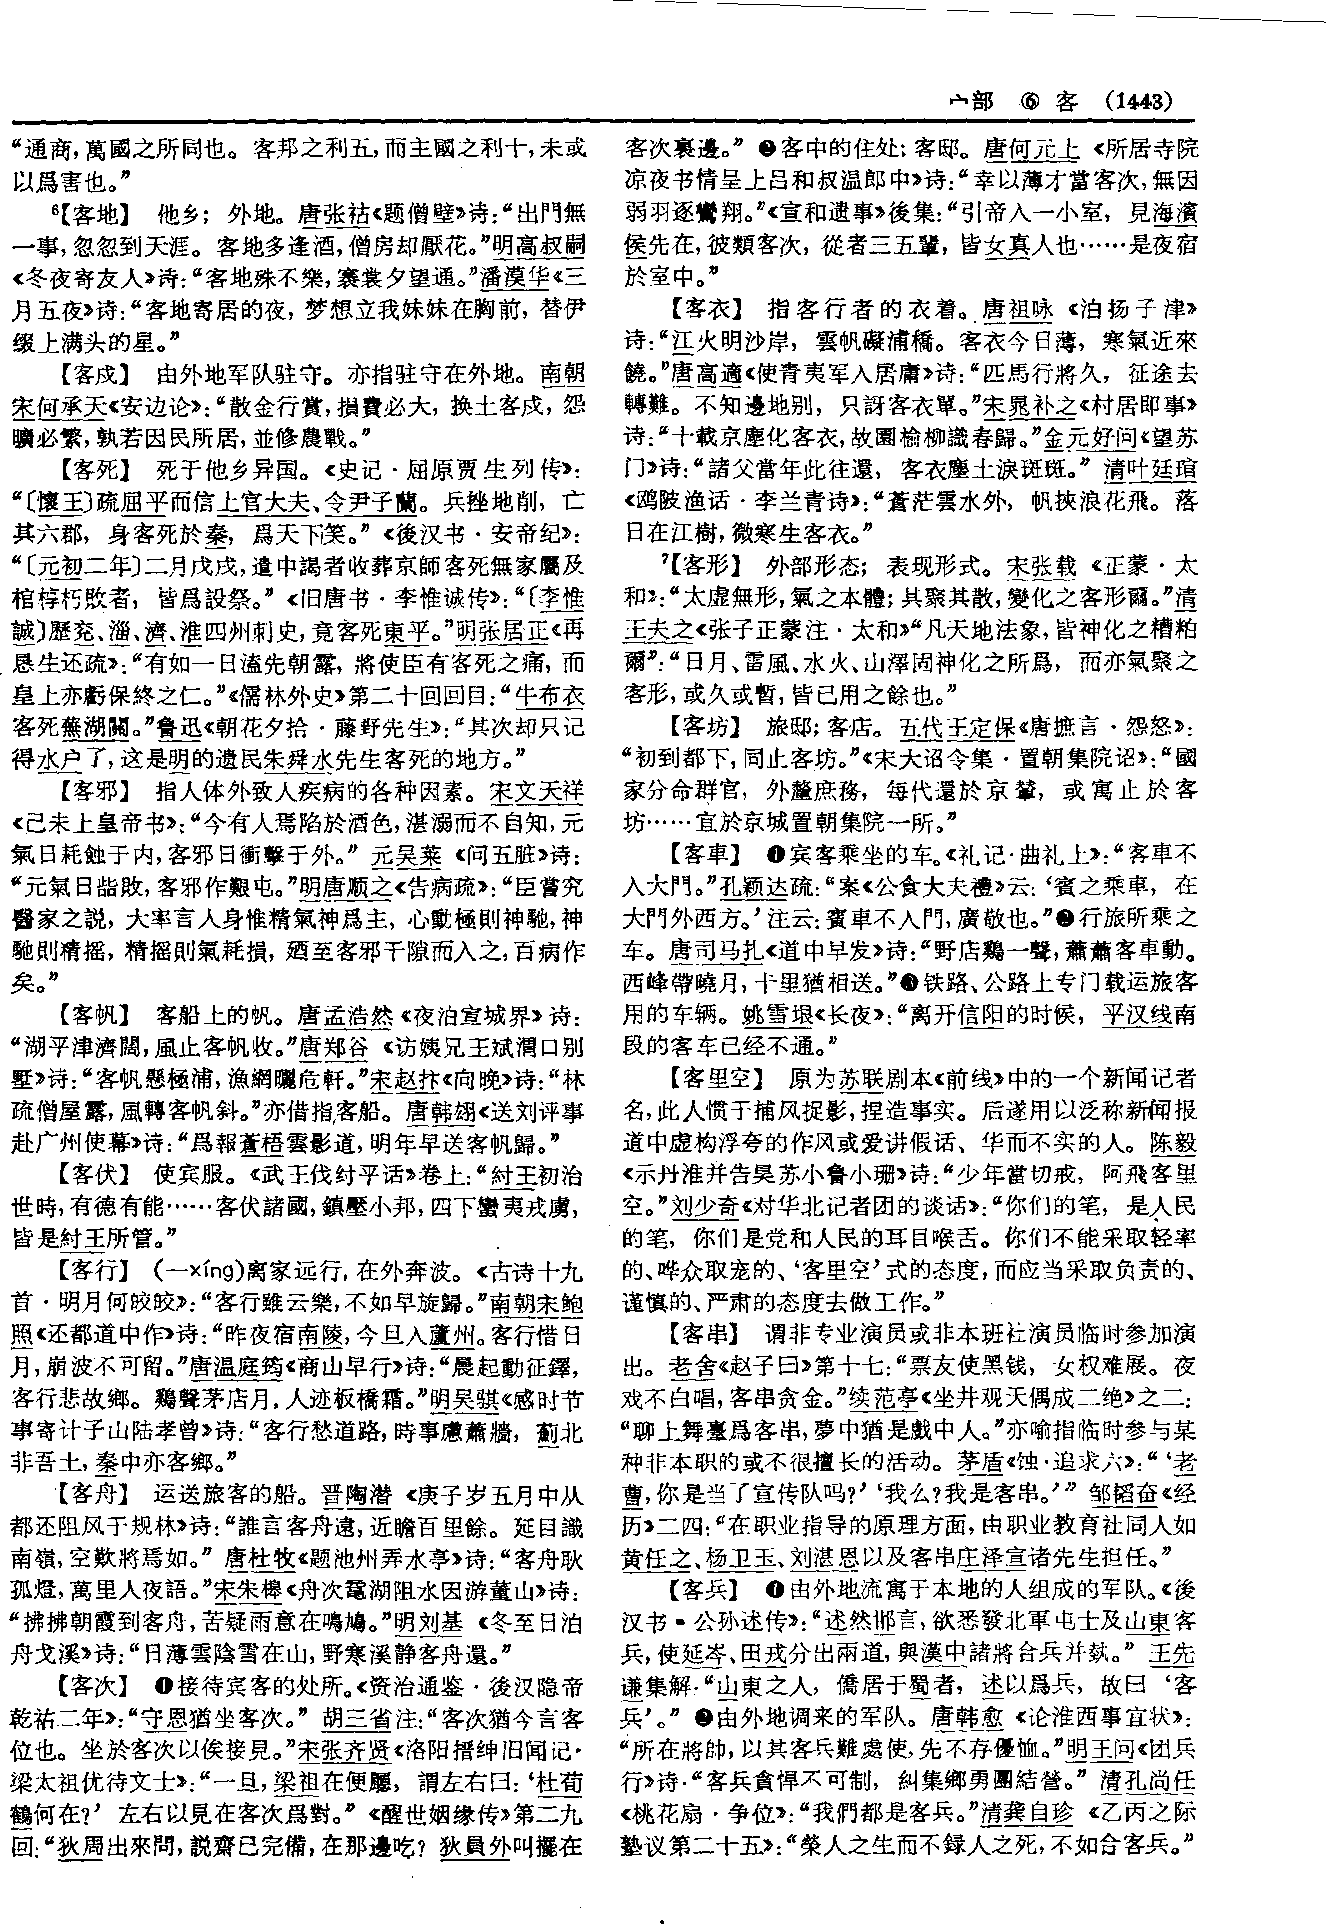 宀部 ⑥ 客 (1443)
“通商，萬國之所同也。客邦之利五，而主國之利十，未或
以爲害也。”
⁶【客地】 他乡；外地。唐张祜《题僧壁》诗：“出門無
一事，忽忽到天涯。客地多逢酒，僧房却厭花。”明高叔嗣
《冬夜寄友人》诗：“客地殊不樂，褰裳夕望通。”潘漠华《三
月五夜》诗：“客地寄居的夜，梦想立我妹妹在胸前，替伊
缀上满头的星。”
【客戍】 由外地军队驻守。亦指驻守在外地。南朝
宋何承天《安边论》：“散金行賞，損費必大，换土客戍，怨
曠必繁，孰若因民所居，並修農戰。”
【客死】 死于他乡异国。《史记·屈原贾生列传》：
“〔懷王〕疏屈平而信上官大夫、令尹子蘭。兵挫地削，亡
其六郡，身客死於秦，爲天下笑。”《後汉书·安帝纪》：
“〔元初二年〕二月戊戌，遣中謁者收葬京師客死無家屬及
棺椁朽敗者，皆爲設祭。”《旧唐书·李惟诚传》：“〔李惟
誠〕歷兖、淄、濟、淮四州刺史，竟客死東平。”明张居正《再
恳生还疏》：“有如一日溘先朝露，將使臣有客死之痛，而
皇上亦虧保終之仁。”《儒林外史》第二十回回目：“牛布衣
客死蕪湖關。”鲁迅《朝花夕拾·藤野先生》：“其次却只记
得水户了，这是明的遗民朱舜水先生客死的地方。”
【客邪】 指人体外致人疾病的各种因素。宋文天祥
《己未上皇帝书》：“今有人焉陷於酒色，湛溺而不自知，元
氣日耗蝕于内，客邪日衝擊于外。”元吴莱《问五脏》诗：
“元氣日訾敗，客邪作艱屯。”明唐顺之《告病疏》：“臣嘗究
醫家之説，大率言人身惟精氣神爲主，心動極則神馳，神
馳則精摇，精摇則氣耗損，廼至客邪干隙而入之，百病作
矣。”
【客帆】 客船上的帆。唐孟浩然《夜泊宣城界》诗：
“湖平津濟闊，風止客帆收。”唐郑谷《访姨兄王斌渭口别
墅》诗：“客帆懸極浦，漁網曬危軒。”宋赵抃《向晚》诗：“林
疏僧屋露，風轉客帆斜。”亦借指客船。唐韩翃《送刘评事
赴广州使幕》诗：“爲報蒼梧雲影道，明年早送客帆歸。”
【客伏】 使宾服。《武王伐纣平话》卷上：“紂王初治
世時，有德有能……客伏諸國，鎮壓小邦，四下蠻夷戎虜，
皆是紂王所管。”
【客行】 (—xíng)离家远行，在外奔波。《古诗十九
首·明月何皎皎》：“客行雖云樂，不如早旋歸。”南朝宋鲍
照《还都道中作》诗：“昨夜宿南陵，今旦入蘆州。客行惜日
月，崩波不可留。”唐温庭筠《商山早行》诗：“晨起動征鐸，
客行悲故鄉。鷄聲茅店月，人迹板橋霜。”明吴骐《感时节
事寄计子山陆孝曾》诗：“客行愁道路，時事慮蕭牆，薊北
非吾土，秦中亦客鄉。”
【客舟】 运送旅客的船。晋陶潜《庚子岁五月中从
都还阻风于规林》诗：“誰言客舟遠，近瞻百里餘。延目識
南嶺，空歎將焉如。”唐杜牧《题池州弄水亭》诗：“客舟耿
孤燈，萬里人夜語。”宋朱槔《舟次鼋湖阻水因游董山》诗：
“拂拂朝霞到客舟，苦疑雨意在鳴鳩。”明刘基《冬至日泊
舟戈溪》诗：“日薄雲陰雪在山，野寒溪静客舟還。”
【客次】 ❶接待宾客的处所。《资治通鉴·後汉隐帝
乾祐二年》：“守恩猶坐客次。”胡三省注：“客次猶今言客
位也。坐於客次以俟接見。”宋张齐贤《洛阳搢绅旧闻记·
梁太祖优待文士》：“一旦，梁祖在便廳，謂左右曰：‘杜荀
鶴何在？’左右以見在客次爲對。”《醒世姻缘传》第二九
回：“狄周出來問，説齋已完備，在那邊吃？狄員外叫擺在
客次裏邊。”❷客中的住处；客邸。唐何元上《所居寺院
凉夜书情呈上吕和叔温郎中》诗：“幸以薄才當客次，無因
弱羽逐鸞翔。”《宣和遗事》後集：“引帝入一小室，見海濱
侯先在，彼類客次，從者三五輩，皆女真人也……是夜宿
於室中。”
【客衣】 指客行者的衣着。唐祖咏《泊扬子津》
诗：“江火明沙岸，雲帆礙浦橋。客衣今日薄，寒氣近來
饒。”唐高適《使青夷军入居庸》诗：“匹馬行將久，征途去
轉難。不知邊地别，只訝客衣單。”宋晁补之《村居即事》
诗：“十載京塵化客衣，故園榆柳識春歸。”金元好问《望苏
门》诗：“諸父當年此往還，客衣塵土淚斑斑。”清叶廷琯
《鸥陂渔话·李兰青诗》：“蒼茫雲水外，帆挾浪花飛。落
日在江樹，微寒生客衣。”
⁷【客形】 外部形态；表现形式。宋张载《正蒙·太
和》：“太虚無形，氣之本體；其聚其散，變化之客形爾。”清
王夫之《张子正蒙注·太和》“凡天地法象，皆神化之糟粕
爾”：“日月、雷風、水火、山澤固神化之所爲，而亦氣聚之
客形，或久或暫，皆已用之餘也。”
【客坊】 旅邸；客店。五代王定保《唐摭言·怨怒》：
“初到都下，同止客坊。”《宋大诏令集·置朝集院诏》：“國
家分命群官，外釐庶務，每代還於京輦，或寓止於客
坊……宜於京城置朝集院一所。”
【客車】 ❶宾客乘坐的车。《礼记·曲礼上》：“客車不
入大門。”孔颖达疏：“案《公食大夫禮》云：‘賓之乘車，在
大門外西方。’注云：賓車不入門，廣敬也。”❷行旅所乘之
车。唐司马扎《道中早发》诗：“野店鷄一聲，蕭蕭客車動。
西峰帶曉月，十里猶相送。”❸铁路、公路上专门载运旅客
用的车辆。姚雪垠《长夜》：“离开信阳的时候，平汉线南
段的客车已经不通。”
【客里空】 原为苏联剧本《前线》中的一个新闻记者
名，此人惯于捕风捉影，捏造事实。后遂用以泛称新闻报
道中虚构浮夸的作风或爱讲假话、华而不实的人。陈毅
《示丹淮并告昊苏小鲁小珊》诗：“少年當切戒，阿飛客里
空。”刘少奇《对华北记者团的谈话》：“你们的笔，是人民
的笔，你们是党和人民的耳目喉舌。你们不能采取轻率
的、哗众取宠的、‘客里空’式的态度，而应当采取负责的、
谨慎的、严肃的态度去做工作。”
【客串】 谓非专业演员或非本班社演员临时参加演
出。老舍《赵子曰》第十七：“票友使黑钱，女权难展。夜
戏不白唱，客串贪金。”续范亭《坐井观天偶成二绝》之二：
“聊上舞臺爲客串，夢中猶是戲中人。”亦喻指临时参与某
种非本职的或不很擅长的活动。茅盾《蚀·追求六》：“‘老
曹，你是当了宣传队吗？’‘我么？我是客串。’”邹韬奋《经
历》二四：“在职业指导的原理方面，由职业教育社同人如
黄任之、杨卫玉、刘湛恩以及客串庄泽宣诸先生担任。”
【客兵】 ❶由外地流寓于本地的人组成的军队。《後
汉书·公孙述传》：“述然邯言，欲悉發北軍屯士及山東客
兵，使延岑、田戎分出兩道，與漢中諸將合兵并埶。”王先
谦集解：“山東之人，僑居于蜀者，述以爲兵，故曰‘客
兵’。”❷由外地调来的军队。唐韩愈《论淮西事宜状》：
“所在將帥，以其客兵難處使，先不存優恤。”明王问《团兵
行》诗：“客兵貪悍不可制，糾集鄉勇團結營。”清孔尚任
《桃花扇·争位》：“我們都是客兵。”清龚自珍《乙丙之际
塾议第二十五》：“榮人之生而不録人之死，不如合客兵。”